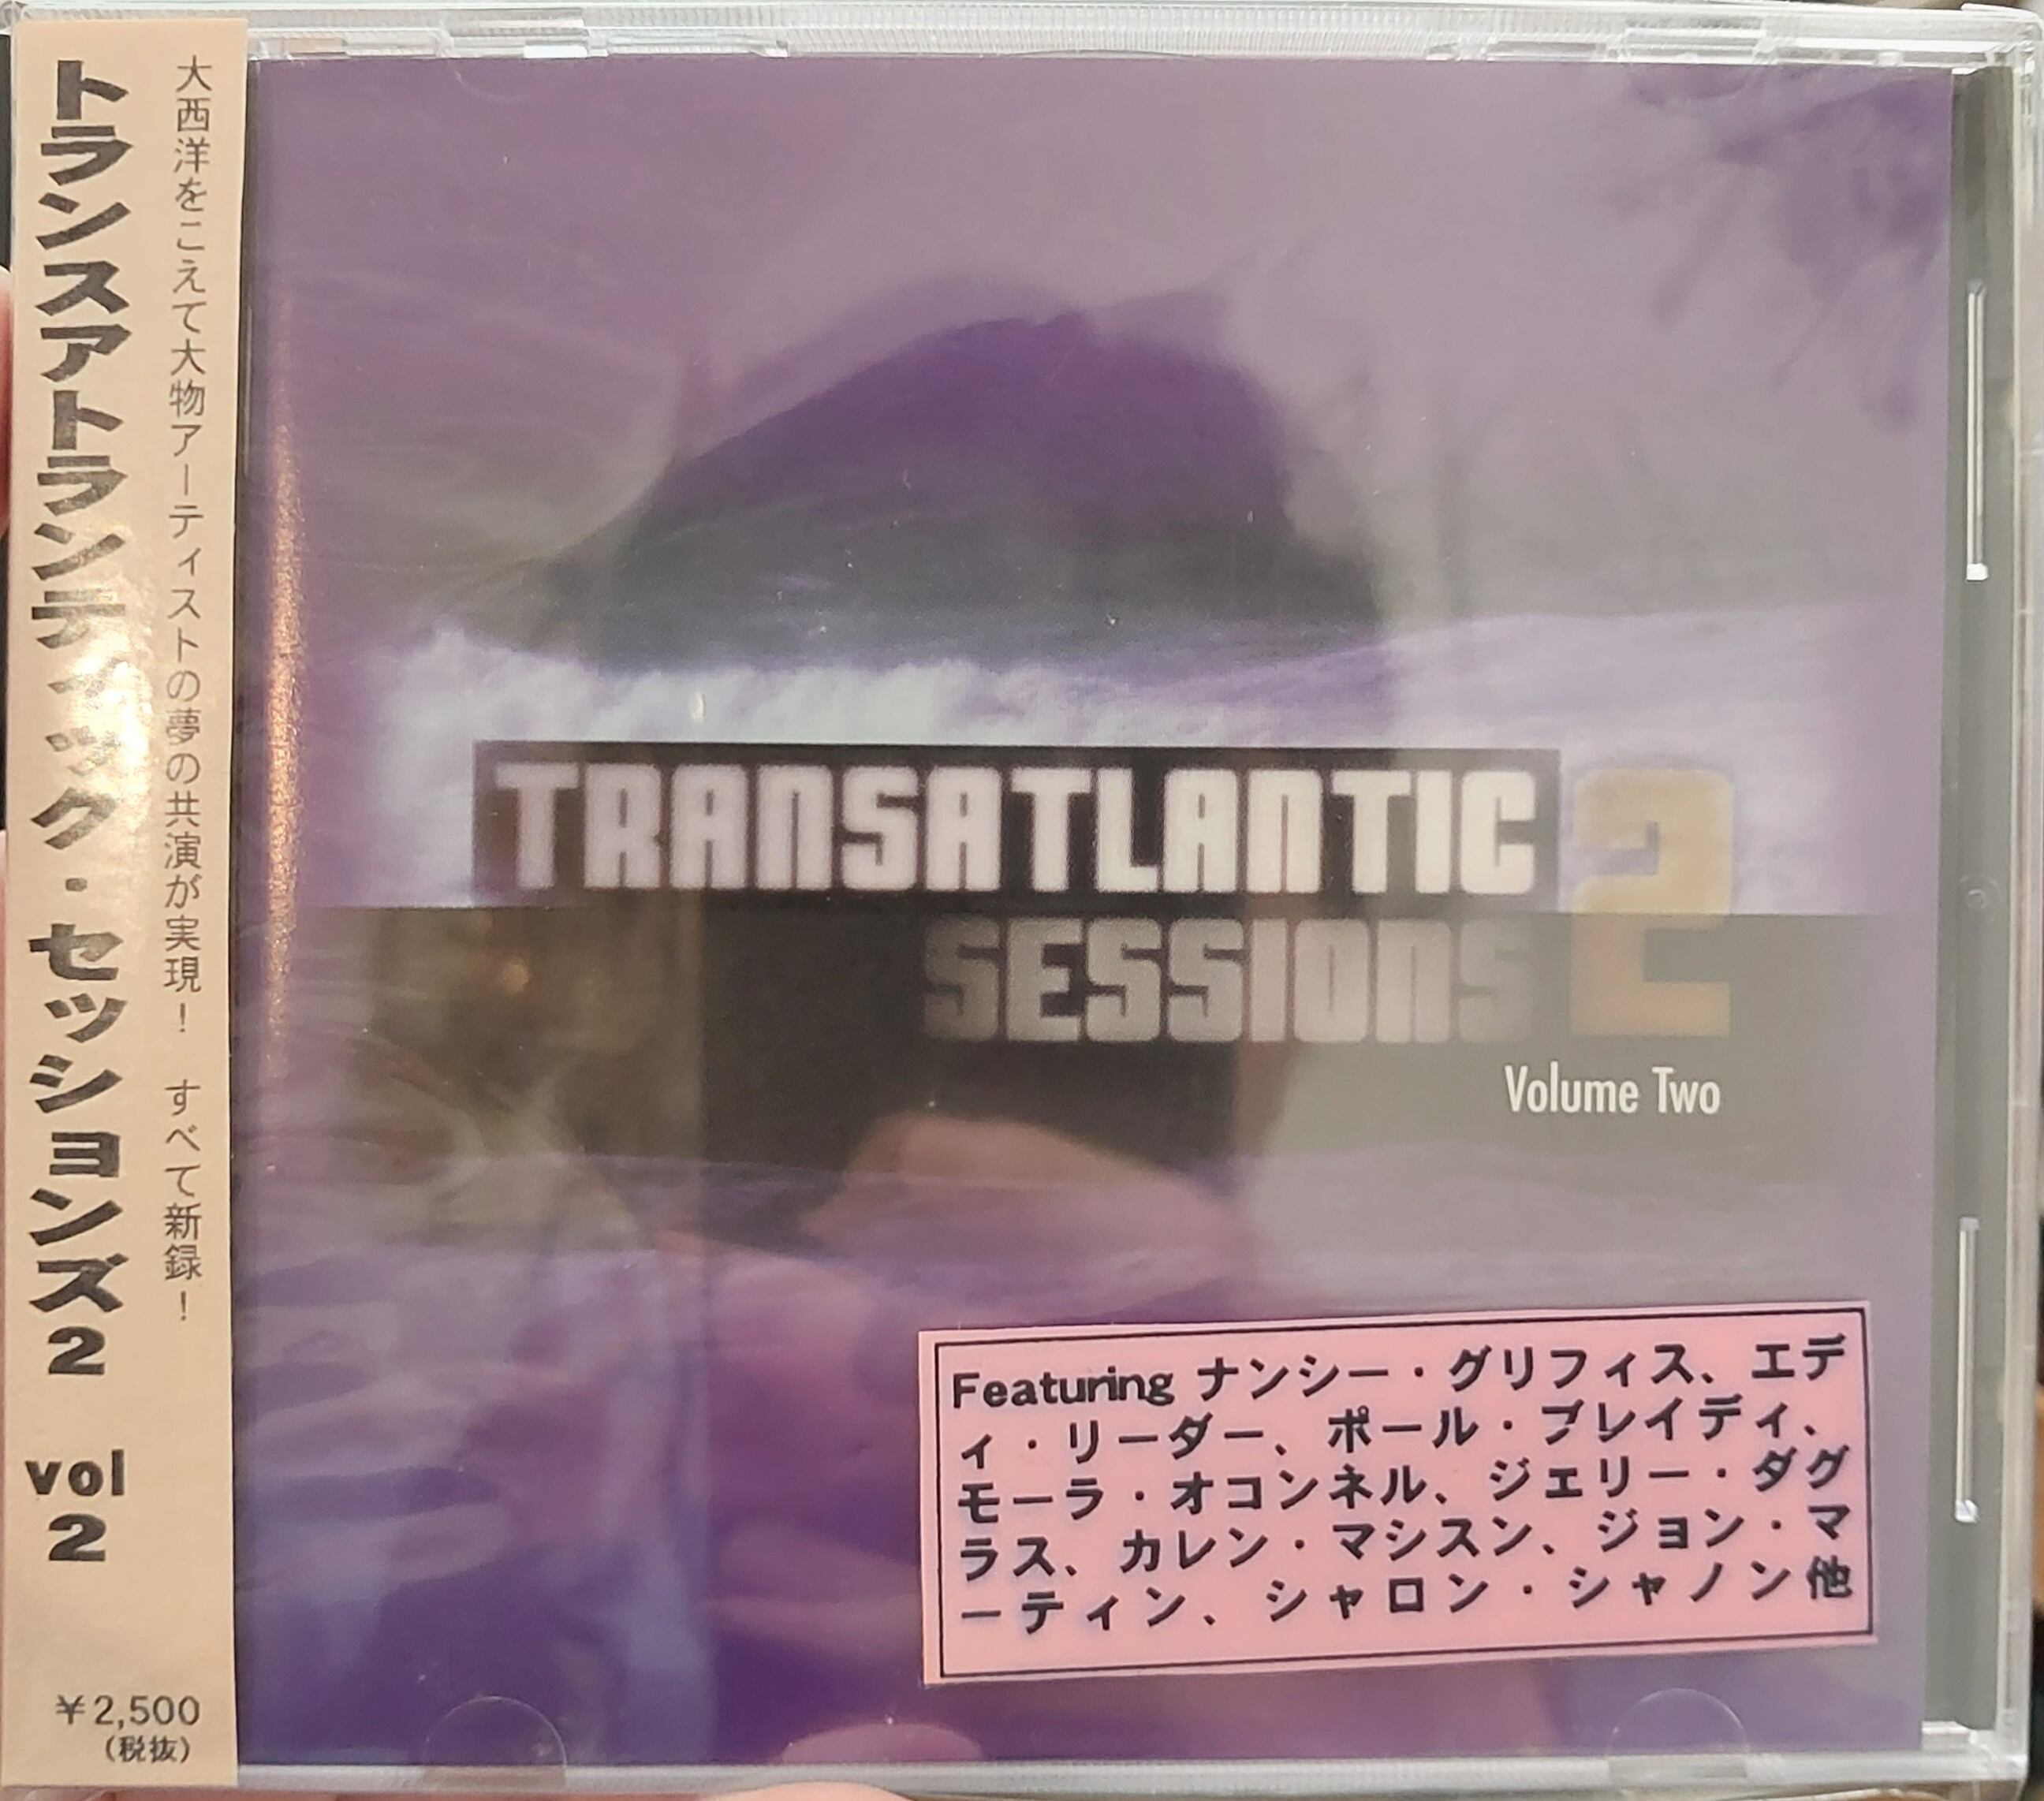 大西洋をこえて大物アーティストの夢の共演が実現！　すべて新録！
トランスアトランティック・セッションズ2　vol 2
￥2,500
（税抜）
TRANSATLANTIC 2
SESSIONS
Volume Two
Featuring ナンシー・グリフィス、エデ
ィ・リーダー、ポール・ブレイディ、
モーラ・オコンネル、ジェリー・ダグ
ラス、カレン・マシスン、ジョン・マ
ーティン、シャロン・シャノン他